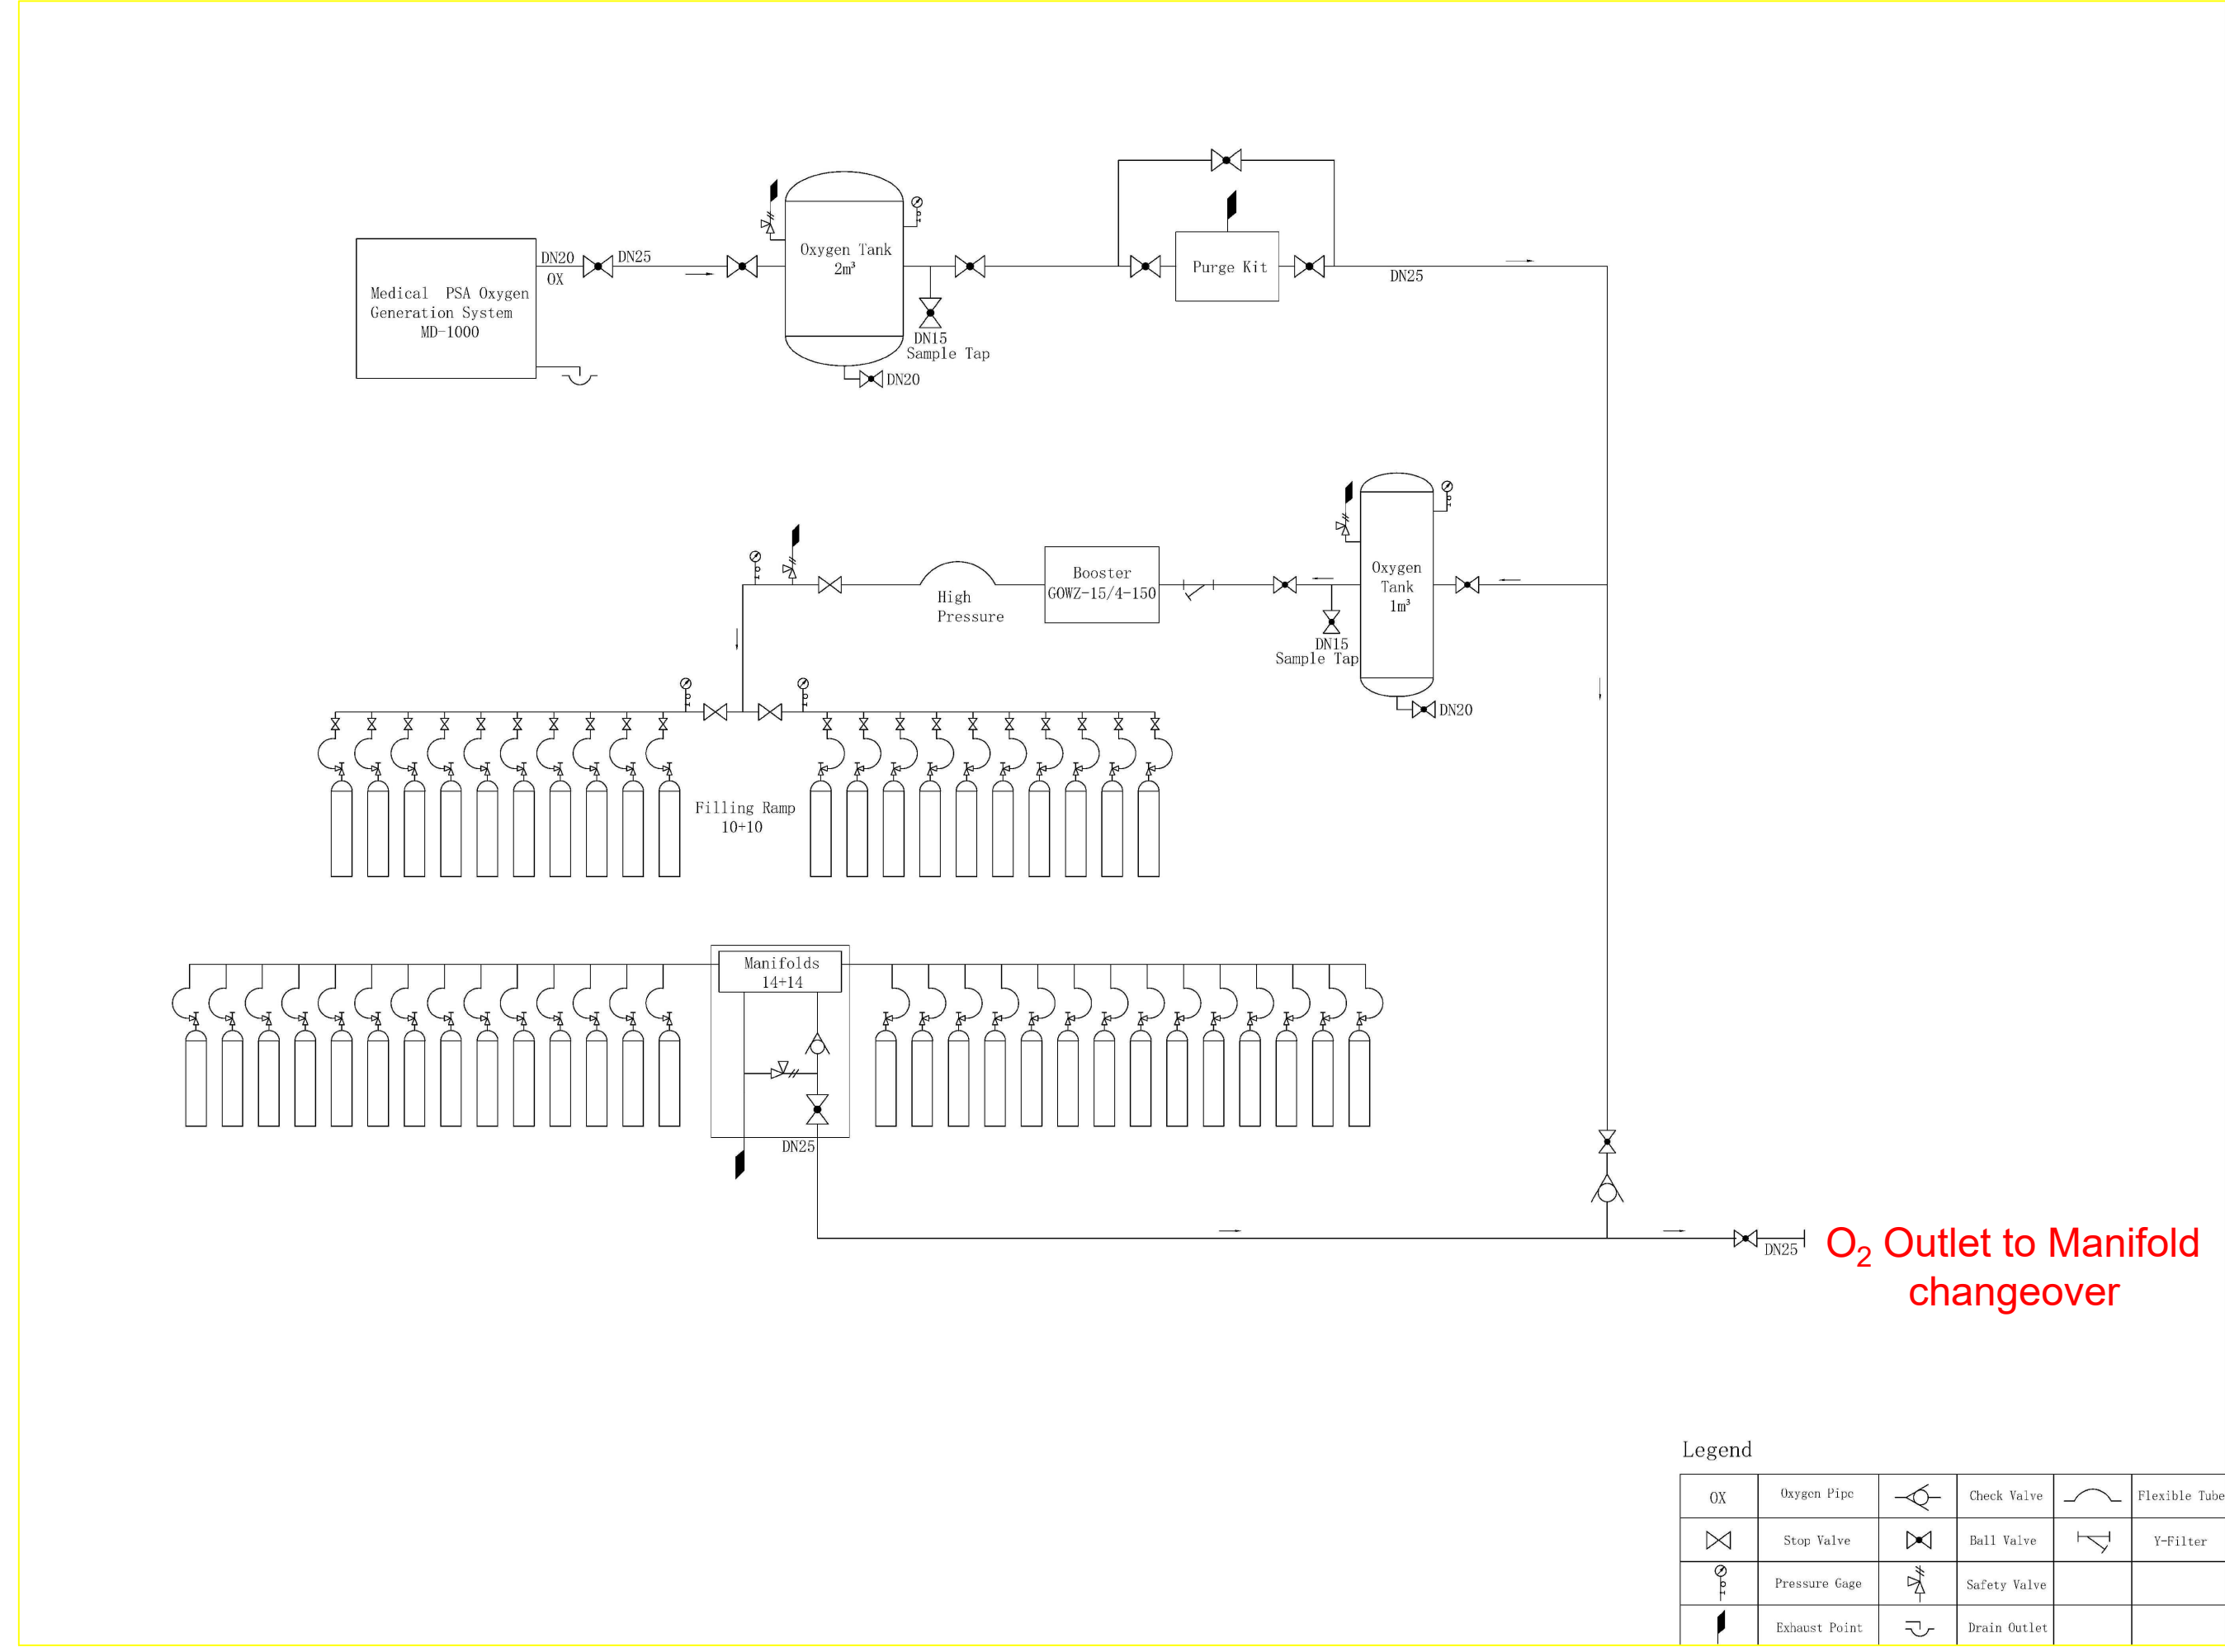 DN20
DN25
OX
Medical PSA Oxygen
Generation System
MD-1000
Oxygen Tank
2m³
DN15
Sample Tap
DN20
Purge Kit
DN25
High
Pressure
Booster
GOWZ-15/4-150
Oxygen
Tank
1m³
DN15
Sample Tap
DN20
Filling Ramp
10+10
Manifolds
14+14
DN25
DN25
O₂ Outlet to Manifold
changeover
Legend
OX Oxygen Pipe Check Valve Flexible Tube
Stop Valve Ball Valve Y-Filter
Pressure Gage Safety Valve
Exhaust Point Drain Outlet